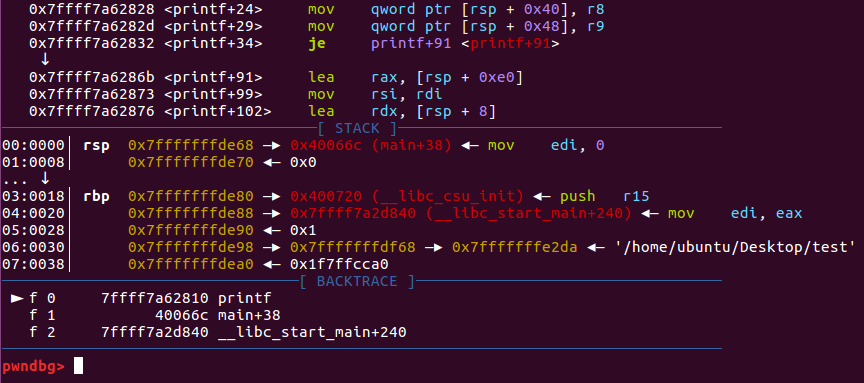 0x7ffff7a62828 <printf+24> mov qword ptr [rsp + 0x40], r8
0x7ffff7a6282d <printf+29> mov qword ptr [rsp + 0x48], r9
0x7ffff7a62832 <printf+34> je printf+91 <printf+91>
↓
0x7ffff7a6286b <printf+91> lea rax, [rsp + 0xe0]
0x7ffff7a62873 <printf+99> mov rsi, rdi
0x7ffff7a62876 <printf+102> lea rdx, [rsp + 8]
[ STACK ]
00:0000│ rsp 0x7fffffffde68 —▸ 0x40066c (main+38) ◂— mov edi, 0
01:0008│ 0x7fffffffde70 ◂— 0x0
... ↓
03:0018│ rbp 0x7fffffffde80 —▸ 0x400720 (__libc_csu_init) ◂— push r15
04:0020│ 0x7fffffffde88 —▸ 0x7ffff7a2d840 (__libc_start_main+240) ◂— mov edi, eax
05:0028│ 0x7fffffffde90 ◂— 0x1
06:0030│ 0x7fffffffde98 —▸ 0x7fffffffdf68 —▸ 0x7fffffffe2da ◂— '/home/ubuntu/Desktop/test'
07:0038│ 0x7fffffffdea0 ◂— 0x1f7ffcca0
[ BACKTRACE ]
► f 0 7ffff7a62810 printf
f 1 40066c main+38
f 2 7ffff7a2d840 __libc_start_main+240
pwndbg>